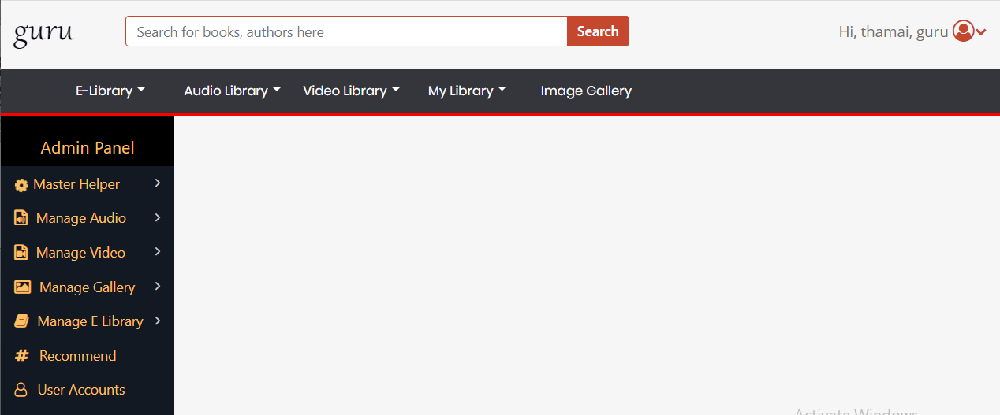 guru
Search for books, authors here
Search
Hi, thamai, guru
E-Library
Audio Library
Video Library
My Library
Image Gallery
Admin Panel
Master Helper
Manage Audio
Manage Video
Manage Gallery
Manage E Library
# Recommend
User Accounts
Activate Windows